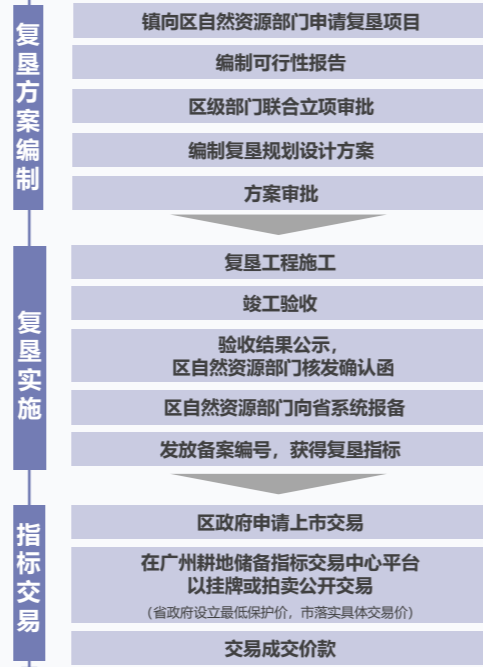 复垦方案编制
镇向区自然资源部门申请复垦项目
编制可行性报告
区级部门联合立项审批
编制复垦规划设计方案
方案审批
复垦实施
复垦工程施工
竣工验收
验收结果公示，
区自然资源部门核发确认函
区自然资源部门向省系统报备
发放备案编号，获得复垦指标
指标交易
区政府申请上市交易
在广州耕地储备指标交易中心平台
以挂牌或拍卖公开交易
（省政府设立最低保护价，市落实具体交易价）
交易成交价款